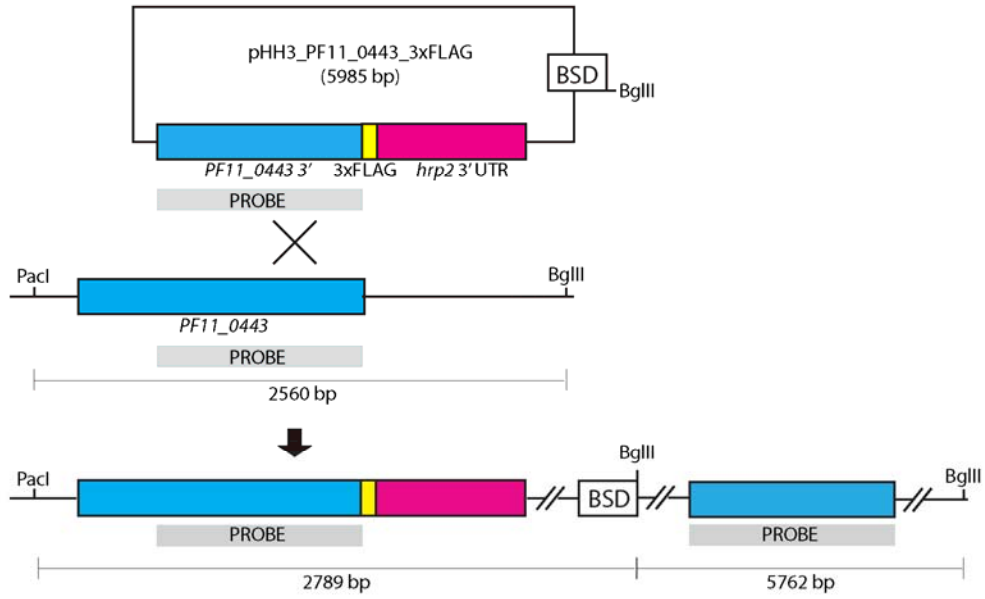 pHH3_PF11_0443_3xFLAG
(5985 bp)
BSD
BglII
PF11_0443 3’ 3xFLAG hrp2 3’ UTR
PROBE
PacI BglII
PF11_0443
PROBE
2560 bp
BglII
PacI BSD BglII
PROBE PROBE
2789 bp 5762 bp